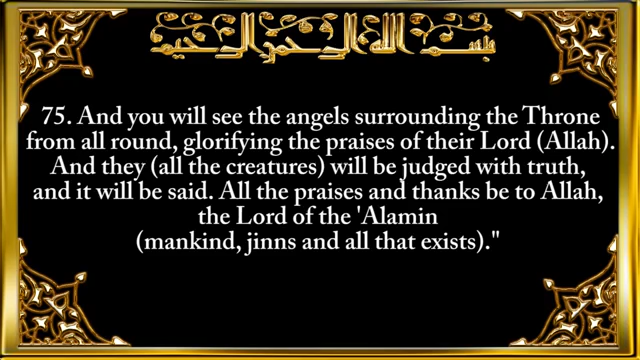 بسم الله الرحمن الرحيم
75. And you will see the angels surrounding the Throne
from all round, glorifying the praises of their Lord (Allah).
And they (all the creatures) will be judged with truth,
and it will be said. All the praises and thanks be to Allah,
the Lord of the 'Alamin
(mankind, jinns and all that exists)."